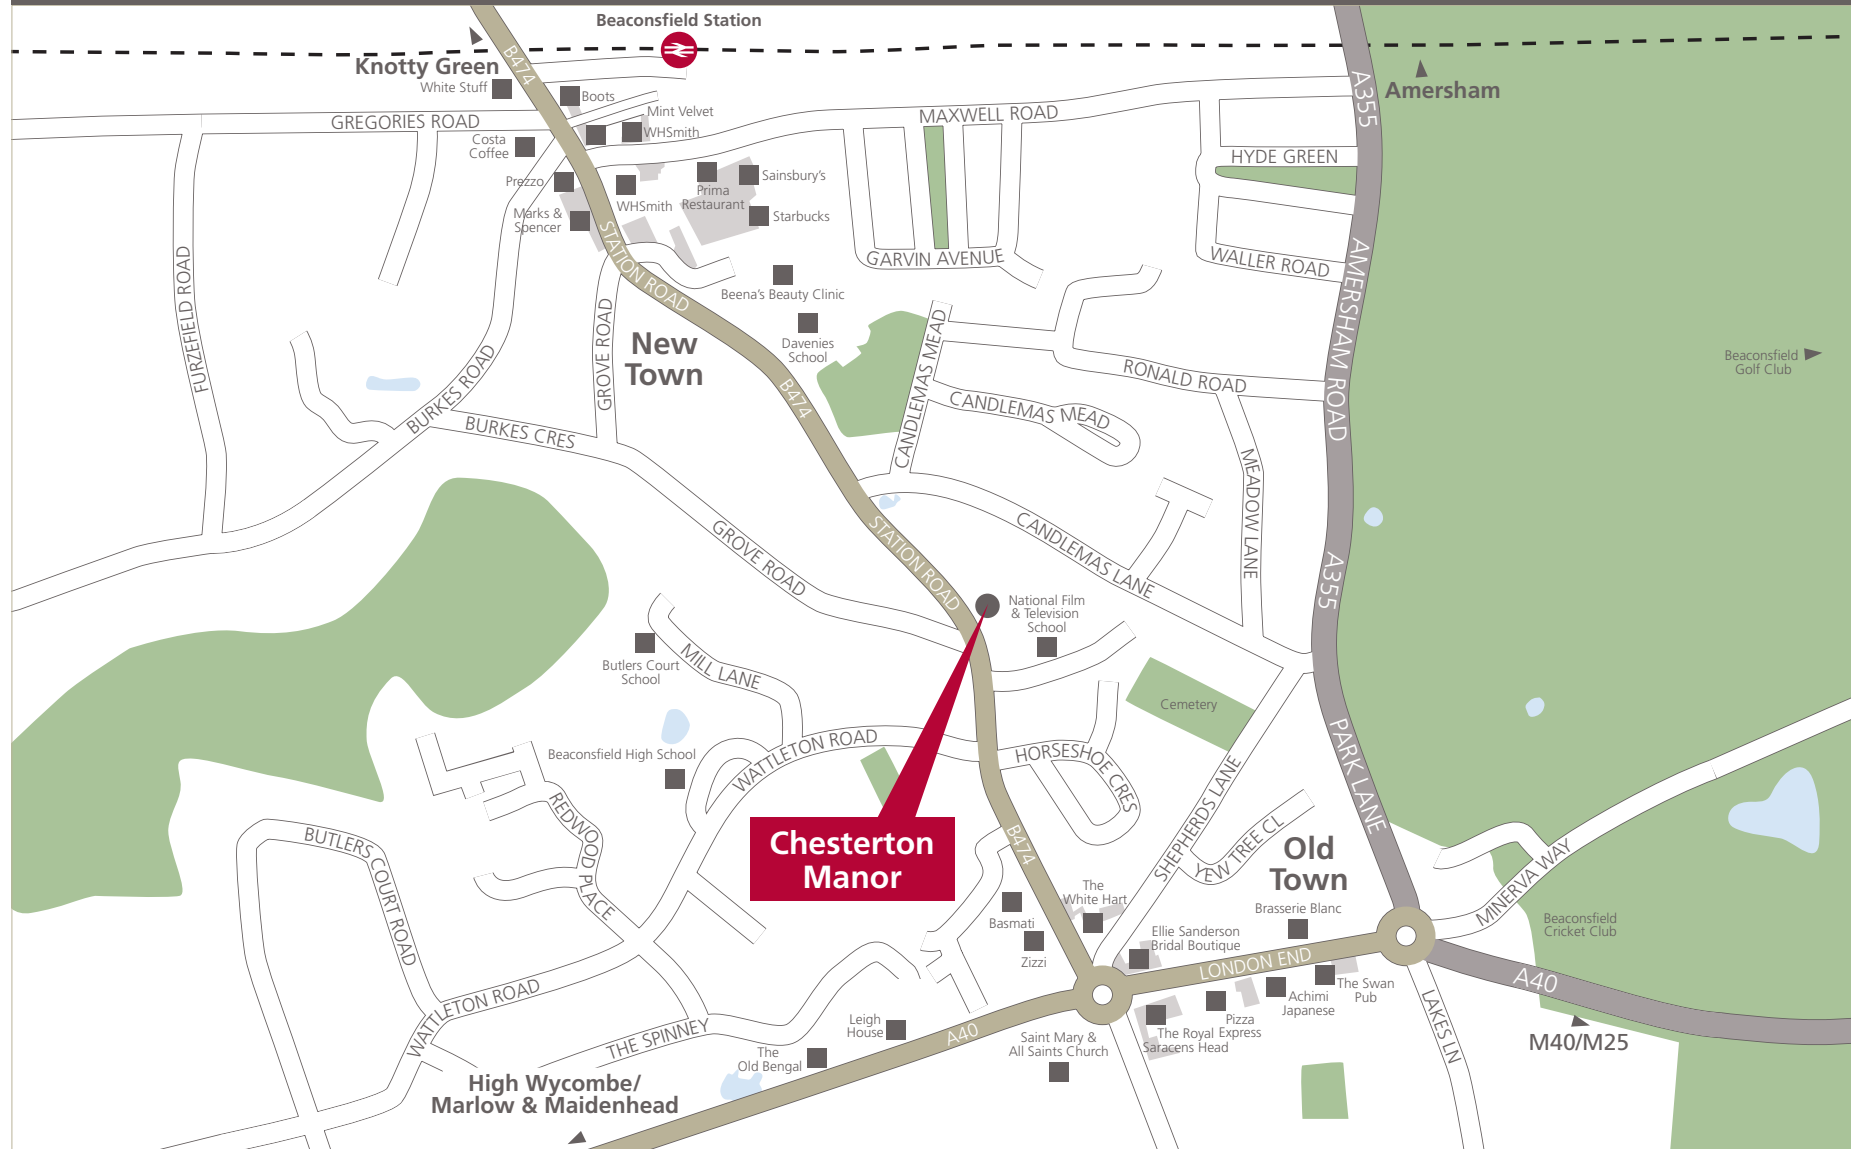 Beaconsfield Station
B474
Knotty Green
White Stuff
Boots
A355
Amersham
GREGORIES ROAD
Mint Velvet
WHSmith
MAXWELL ROAD
Costa
Coffee
HYDE GREEN
Prezzo
Prima
Restaurant
Sainsbury's
WHSmith
Marks &
Spencer
Starbucks
STATION ROAD
GARVIN AVENUE
WALLER ROAD
FURZEFIELD ROAD
Beena's Beauty Clinic
AMERSHAM ROAD
GROVE ROAD
New
Town
Davenies
School
CANDLEMAS MEAD
Beaconsfield
Golf Club
BURKES ROAD
B474
RONALD ROAD
CANDLEMAS MEAD
BURKES CRES
MEADOW LANE
GROVE ROAD
STATION ROAD
CANDLEMAS LANE
A355
National Film
& Television
School
Butlers Court
School
MILL LANE
Cemetery
PARK LANE
Beaconsfield High School
WATTLETON ROAD
HORSESHOE CRES
SHEPHERDS LANE
REDWOOD PLACE
BUTLERS COURT ROAD
Chesterton
Manor
B474
YEW TREE CL
Old
Town
MINERVA WAY
The
White Hart
Basmati
Brasserie Blanc
Beaconsfield
Cricket Club
Ellie Sanderson
Bridal Boutique
Zizzi
LONDON END
A40
The Swan
Pub
Achimi
Japanese
LAKES LN
WATTLETON ROAD
Leigh
House
A40
Pizza
Express
The Royal
Saracens Head
Saint Mary &
All Saints Church
THE SPINNEY
The
Old Bengal
M40/M25
High Wycombe/
Marlow & Maidenhead